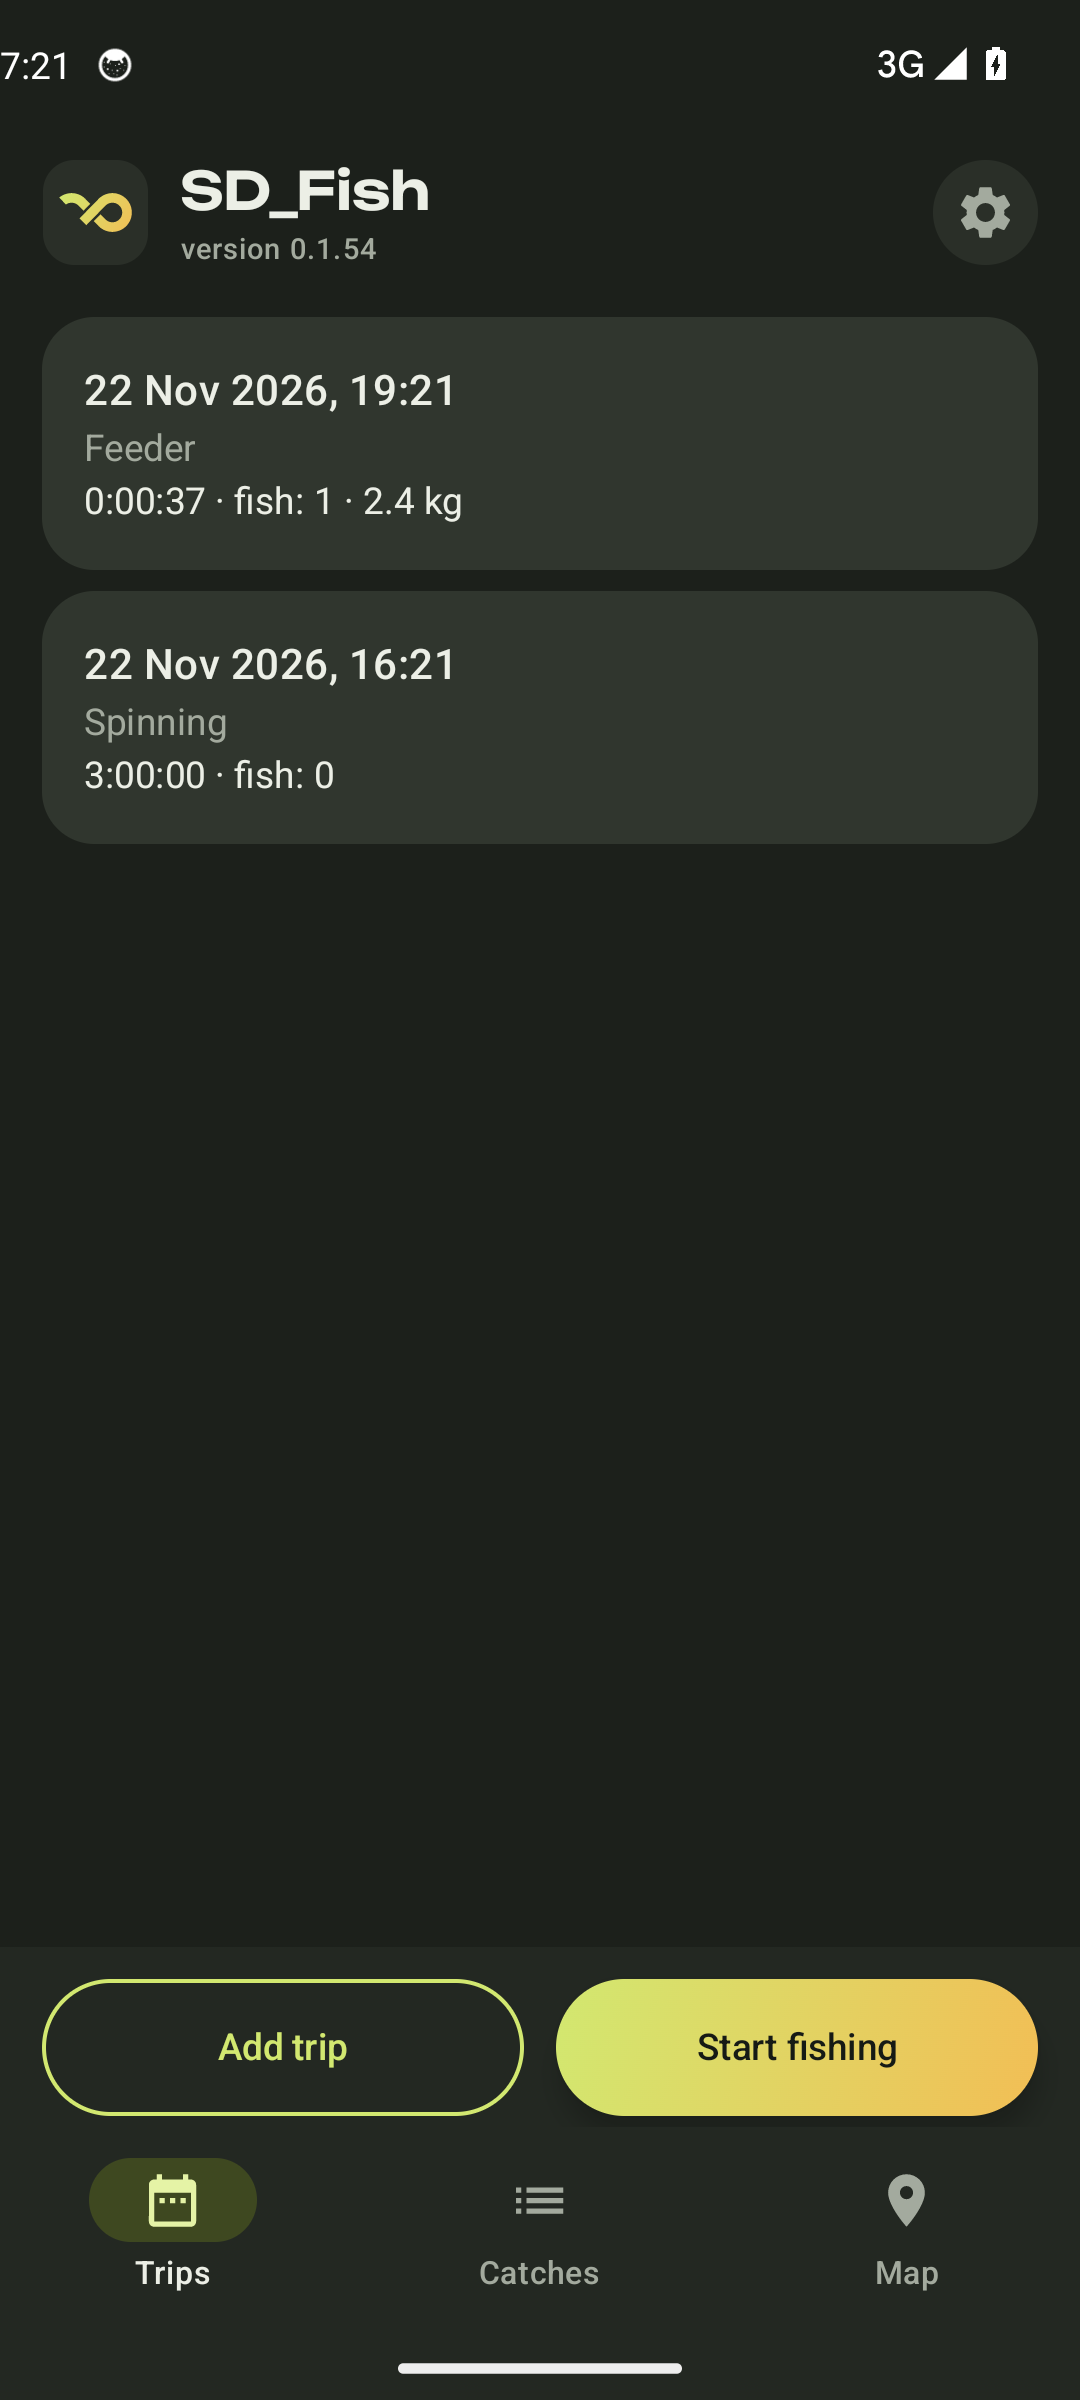 7:21
3G
SD_Fish
version 0.1.54
22 Nov 2026, 19:21
Feeder
0:00:37 · fish: 1 · 2.4 kg
22 Nov 2026, 16:21
Spinning
3:00:00 · fish: 0
Add trip
Start fishing
Trips
Catches
Map